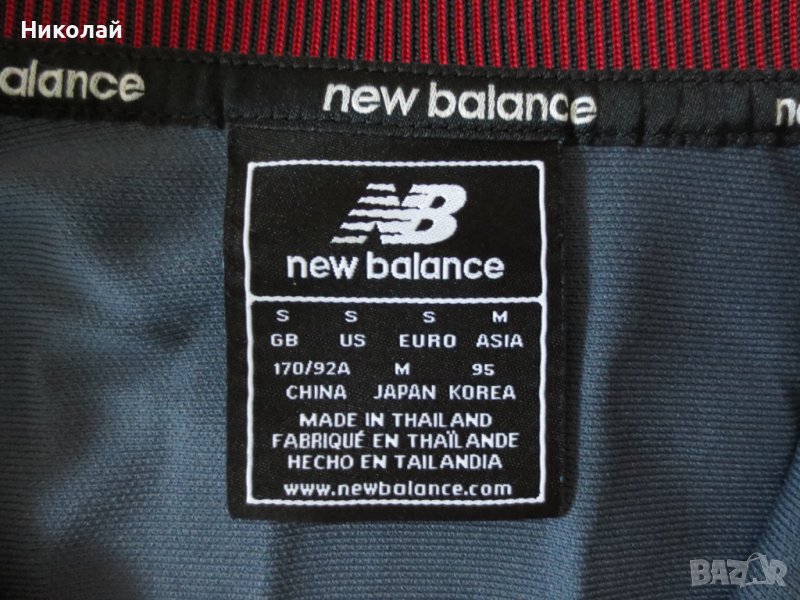 Николай
alance
new balance
n
NB
new balance
S S S M
GB US EURO ASIA
170/92A M 95
CHINA JAPAN KOREA
MADE IN THAILAND
FABRIQUÉ EN THAÏLANDE
HECHO EN TAILANDIA
www.newbalance.com
BAZAR